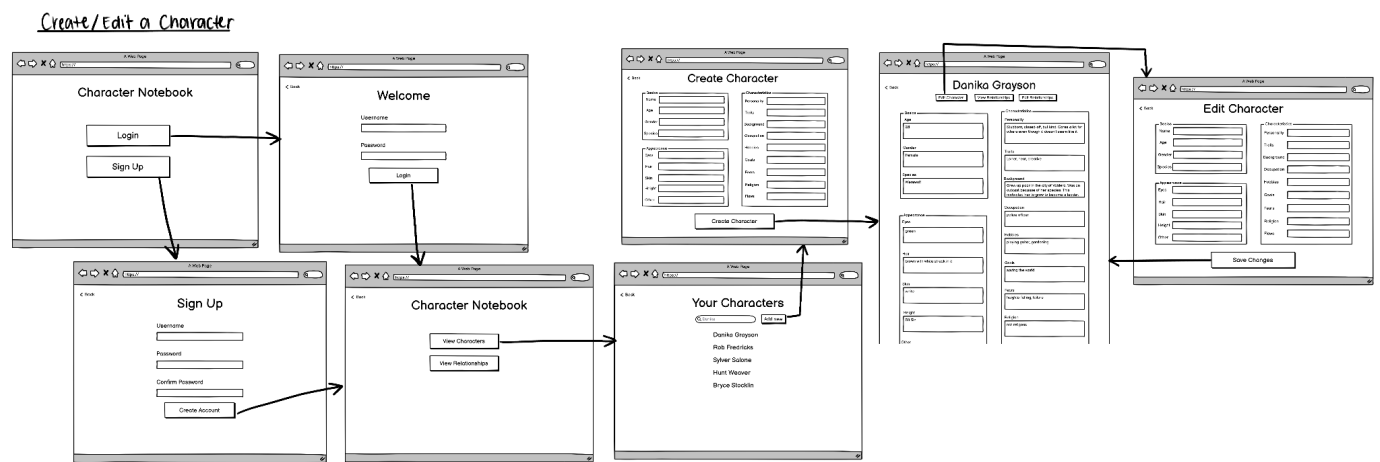 Create/Edit a Character
A Web Page
https://
Character Notebook
Login
Sign Up
A Web Page
https://
< Back
Welcome
Username
Password
Login
A Web Page
https://
< Back
Sign Up
Username
Password
Confirm Password
Create Account
A Web Page
https://
< Back
Character Notebook
View Characters
View Relationships
A Web Page
https://
< Back
Your Characters
Add new
Danika Grayson
Rob Fredricks
Sylver Salone
Hunt Weaver
Bryce Stocklin
A Web Page
https://
< Back
Create Character
Basics
Name
Age
Gender
Species
Appearance
Eyes
Hair
Skin
Height
Other
Characteristics
Personality
Traits
Background
Occupation
Hobbies
Goals
Fears
Religion
Flaws
Create Character
A Web Page
https://
< Back
Danika Grayson
Edit Character
View Relationships
Edit Relationships
Basics
Age
Gender
Female
Species
Appearance
Eyes
green
Hair
Skin
Height
Other
Characteristics
Personality
Traits
Background
Occupation
police officer
Hobbies
Goals
saving the world
Fears
Religion
A Web Page
https://
< Back
Edit Character
Basics
Name
Age
Gender
Species
Appearance
Eyes
Hair
Skin
Height
Other
Characteristics
Personality
Traits
Background
Occupation
Hobbies
Goals
Fears
Religion
Flaws
Save Changes